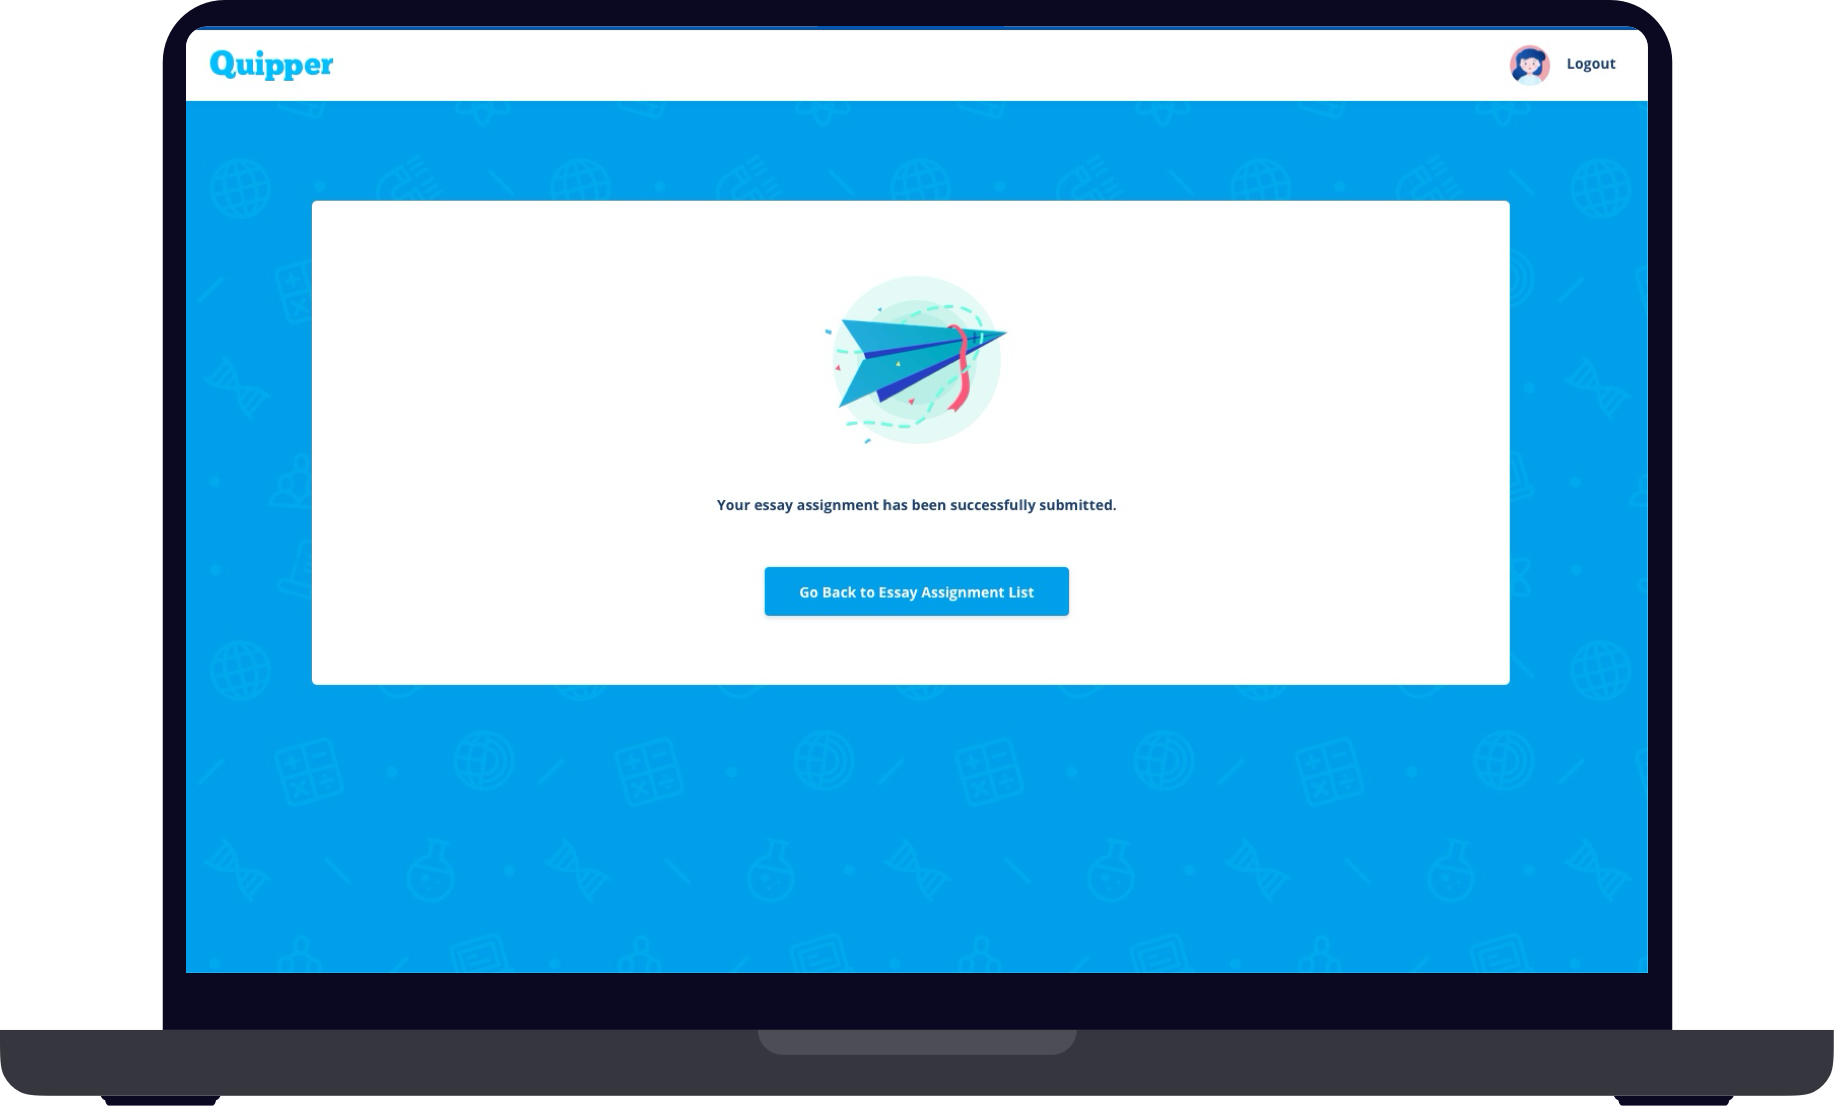 Quipper
Logout
Your essay assignment has been successfully submitted.
Go Back to Essay Assignment List